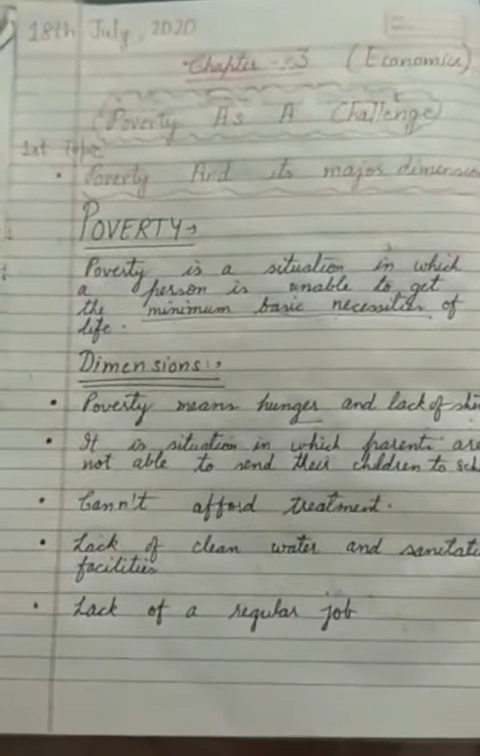 18th July, 2020
Chapter - 3 (Economics)
(Poverty As A Challenge)
1st Topic
• Poverty And its major dimens
POVERTY→
Poverty is a situation in which
a person is unable to get
the minimum basic necessities of
life.
Dimensions:→
• Poverty means hunger and lack of
• It is situation in which parents are
not able to send their children to
• Cann't afford treatment.
• Lack of clean water and
facilities
• Lack of a regular job